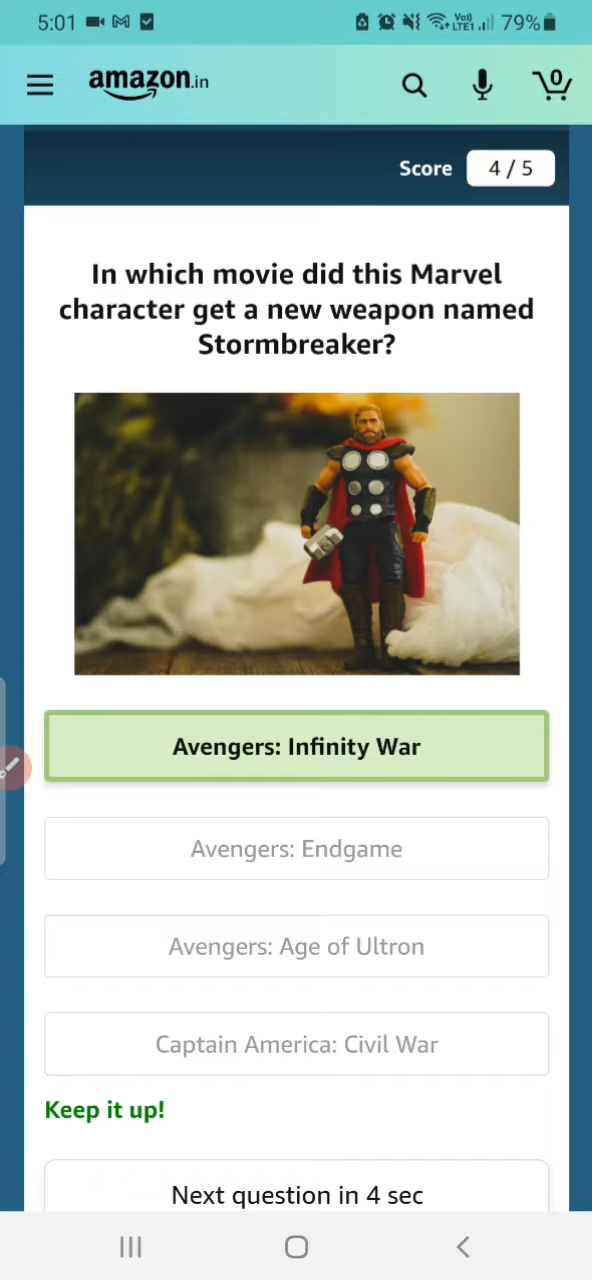 5:01
Vo)) LTE1 79%
amazon.in
0
Score 4 / 5
In which movie did this Marvel
character get a new weapon named
Stormbreaker?
Avengers: Infinity War
Avengers: Endgame
Avengers: Age of Ultron
Captain America: Civil War
Keep it up!
Next question in 4 sec